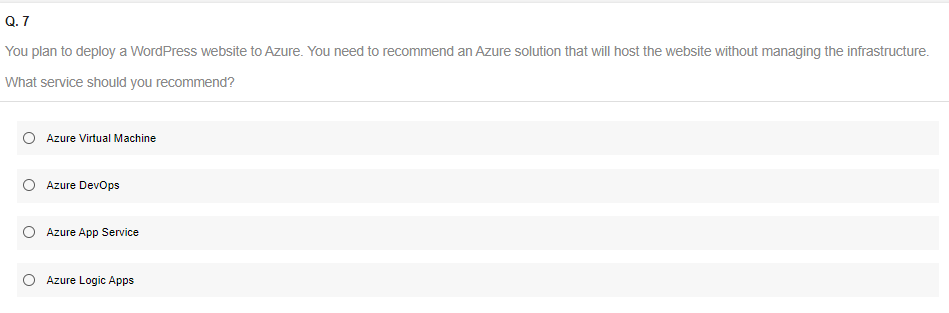 Q. 7
You plan to deploy a WordPress website to Azure. You need to recommend an Azure solution that will host the website without managing the infrastructure.
What service should you recommend?
Azure Virtual Machine
Azure DevOps
Azure App Service
Azure Logic Apps